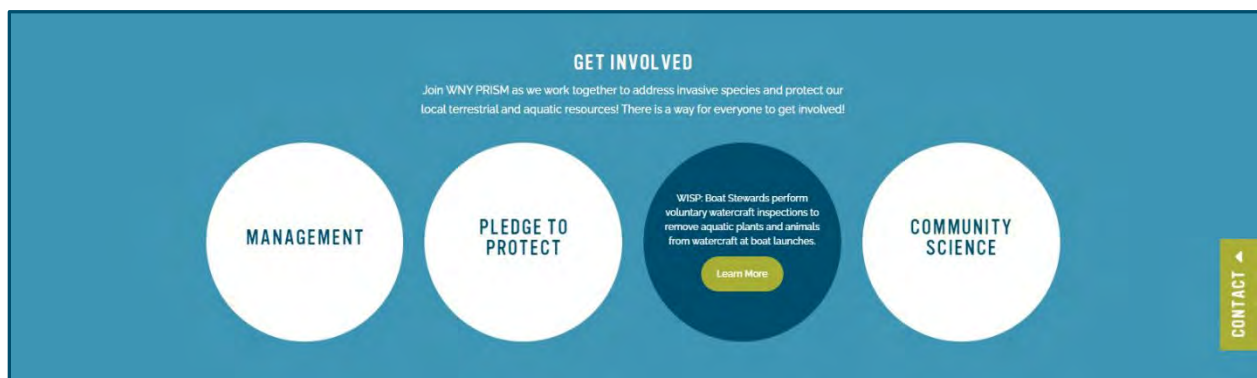 GET INVOLVED
Join WNY PRISM as we work together to address invasive species and protect our
local terrestrial and aquatic resources! There is a way for everyone to get involved!
MANAGEMENT
PLEDGE TO
PROTECT
WISP: Boat Stewards perform
voluntary watercraft inspections to
remove aquatic plants and animals
from watercraft at boat launches.
Learn More
COMMUNITY
SCIENCE
CONTACT